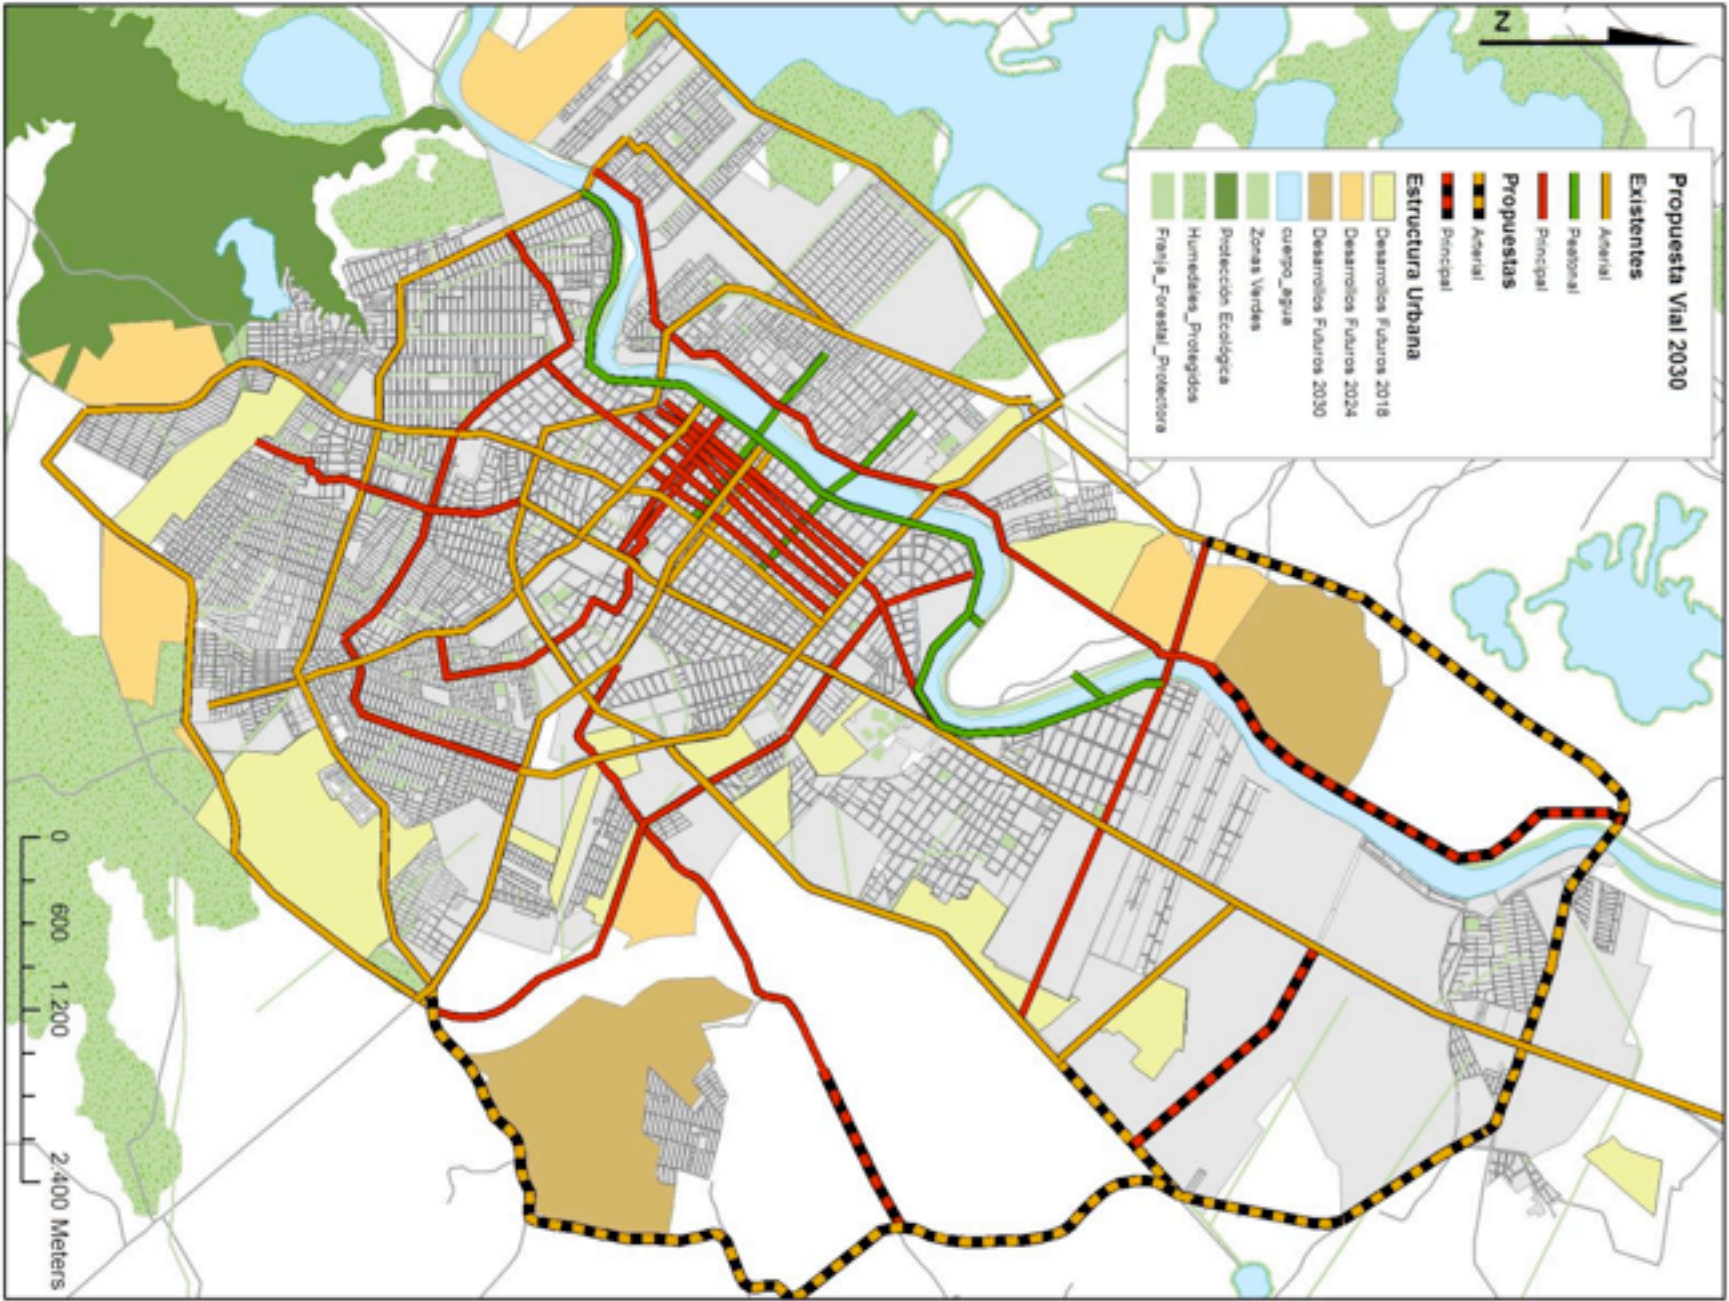 Propuesta Vial 2030
Existentes
Arterial
Peatonal
Principal
Propuestas
Arterial
Principal
Estructura Urbana
Desarrollos Futuros 2018
Desarrollos Futuros 2024
Desarrollos Futuros 2030
cuerpo_agua
Zonas Verdes
Protección Ecológica
Humedales_Protegidos
Franja_Forestal_Protectora
N
0 600 1.200 2.400 Meters